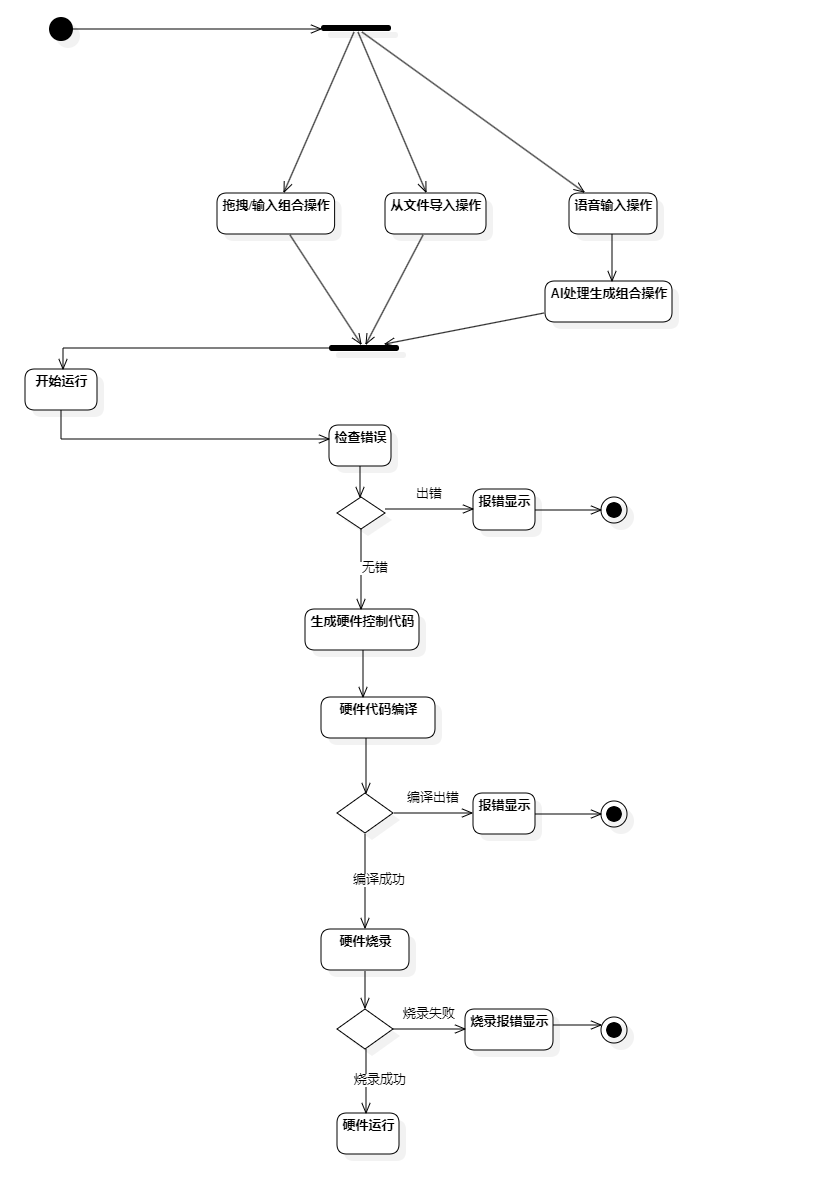 拖拽/输入组合操作
从文件导入操作
语音输入操作
AI处理生成组合操作
开始运行
检查错误
出错
报错显示
无错
生成硬件控制代码
硬件代码编译
编译出错
报错显示
编译成功
硬件烧录
烧录失败
烧录报错显示
烧录成功
硬件运行